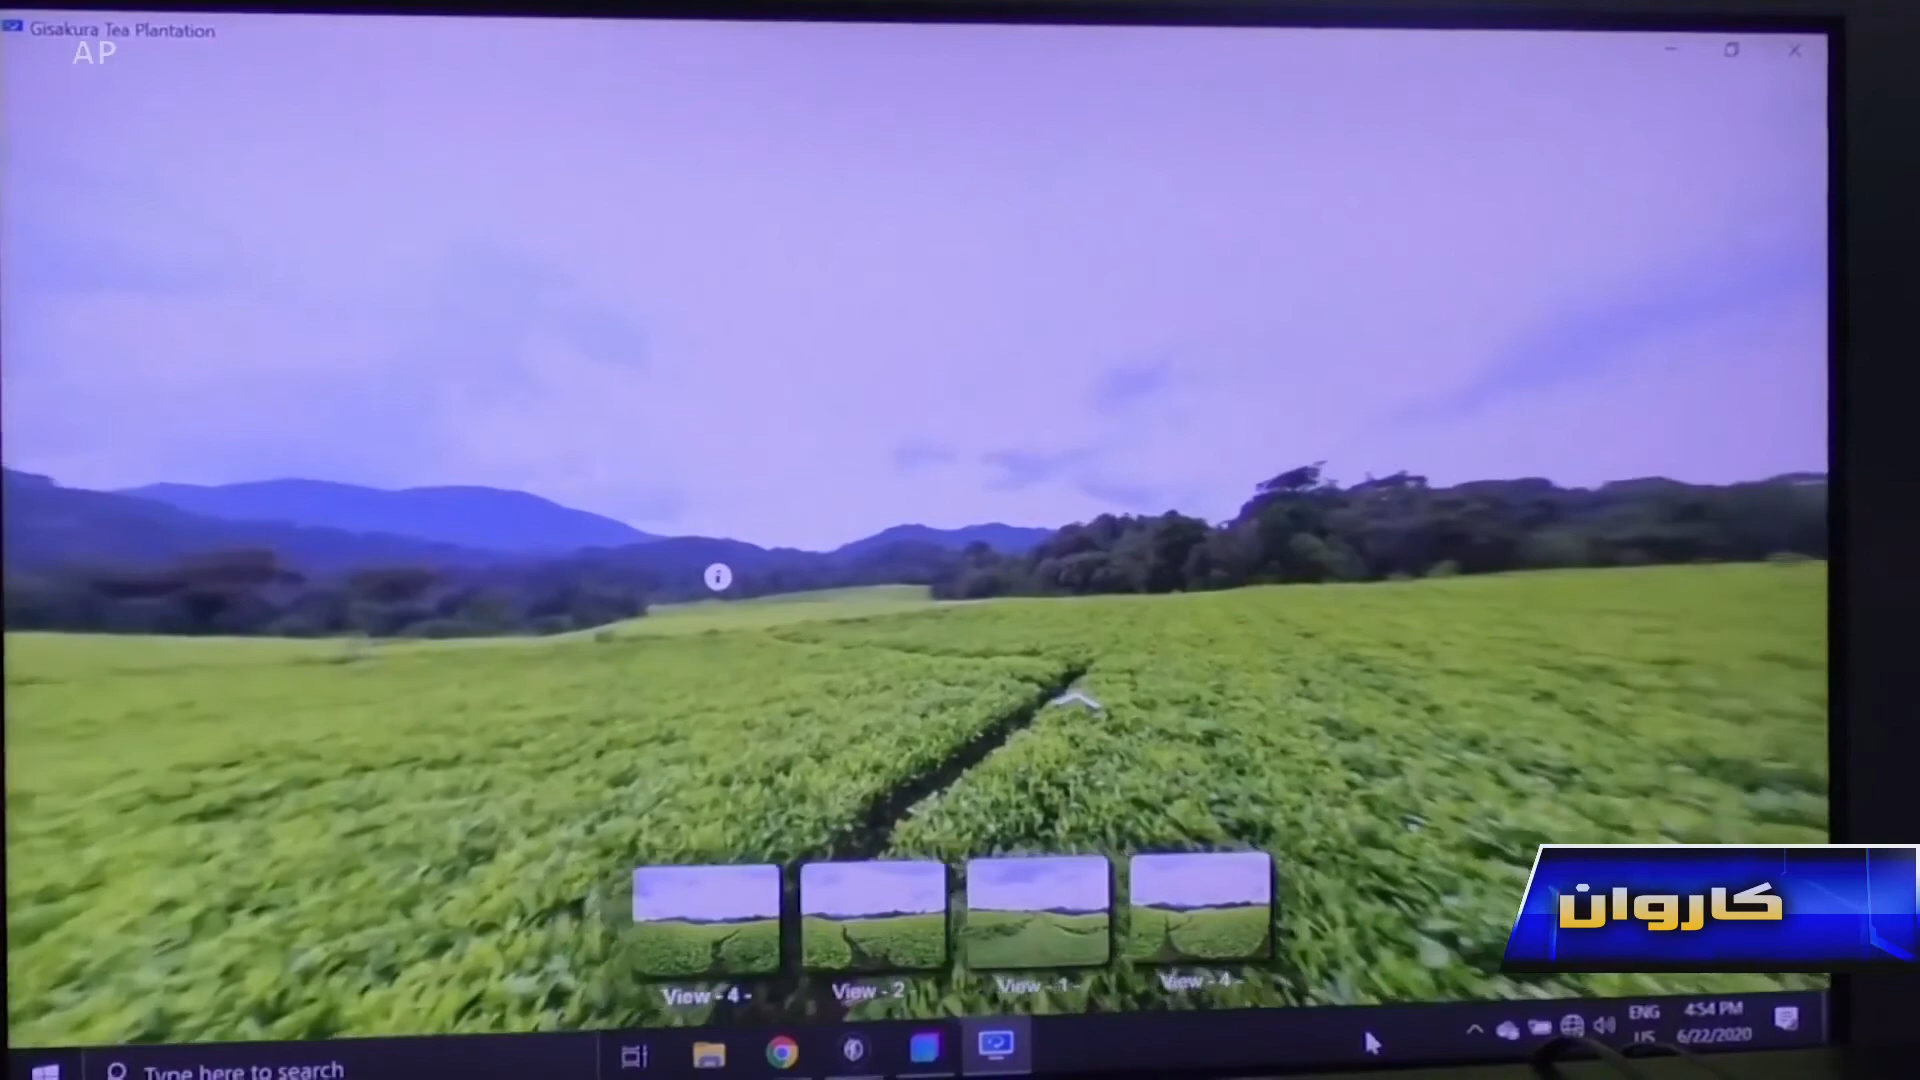 Gisakura Tea Plantation
AP
کاروان
View - 4 -
View - 2
View - 1 -
View - 4 -
Type here to search
ENG
US
4:54 PM
6/22/2020